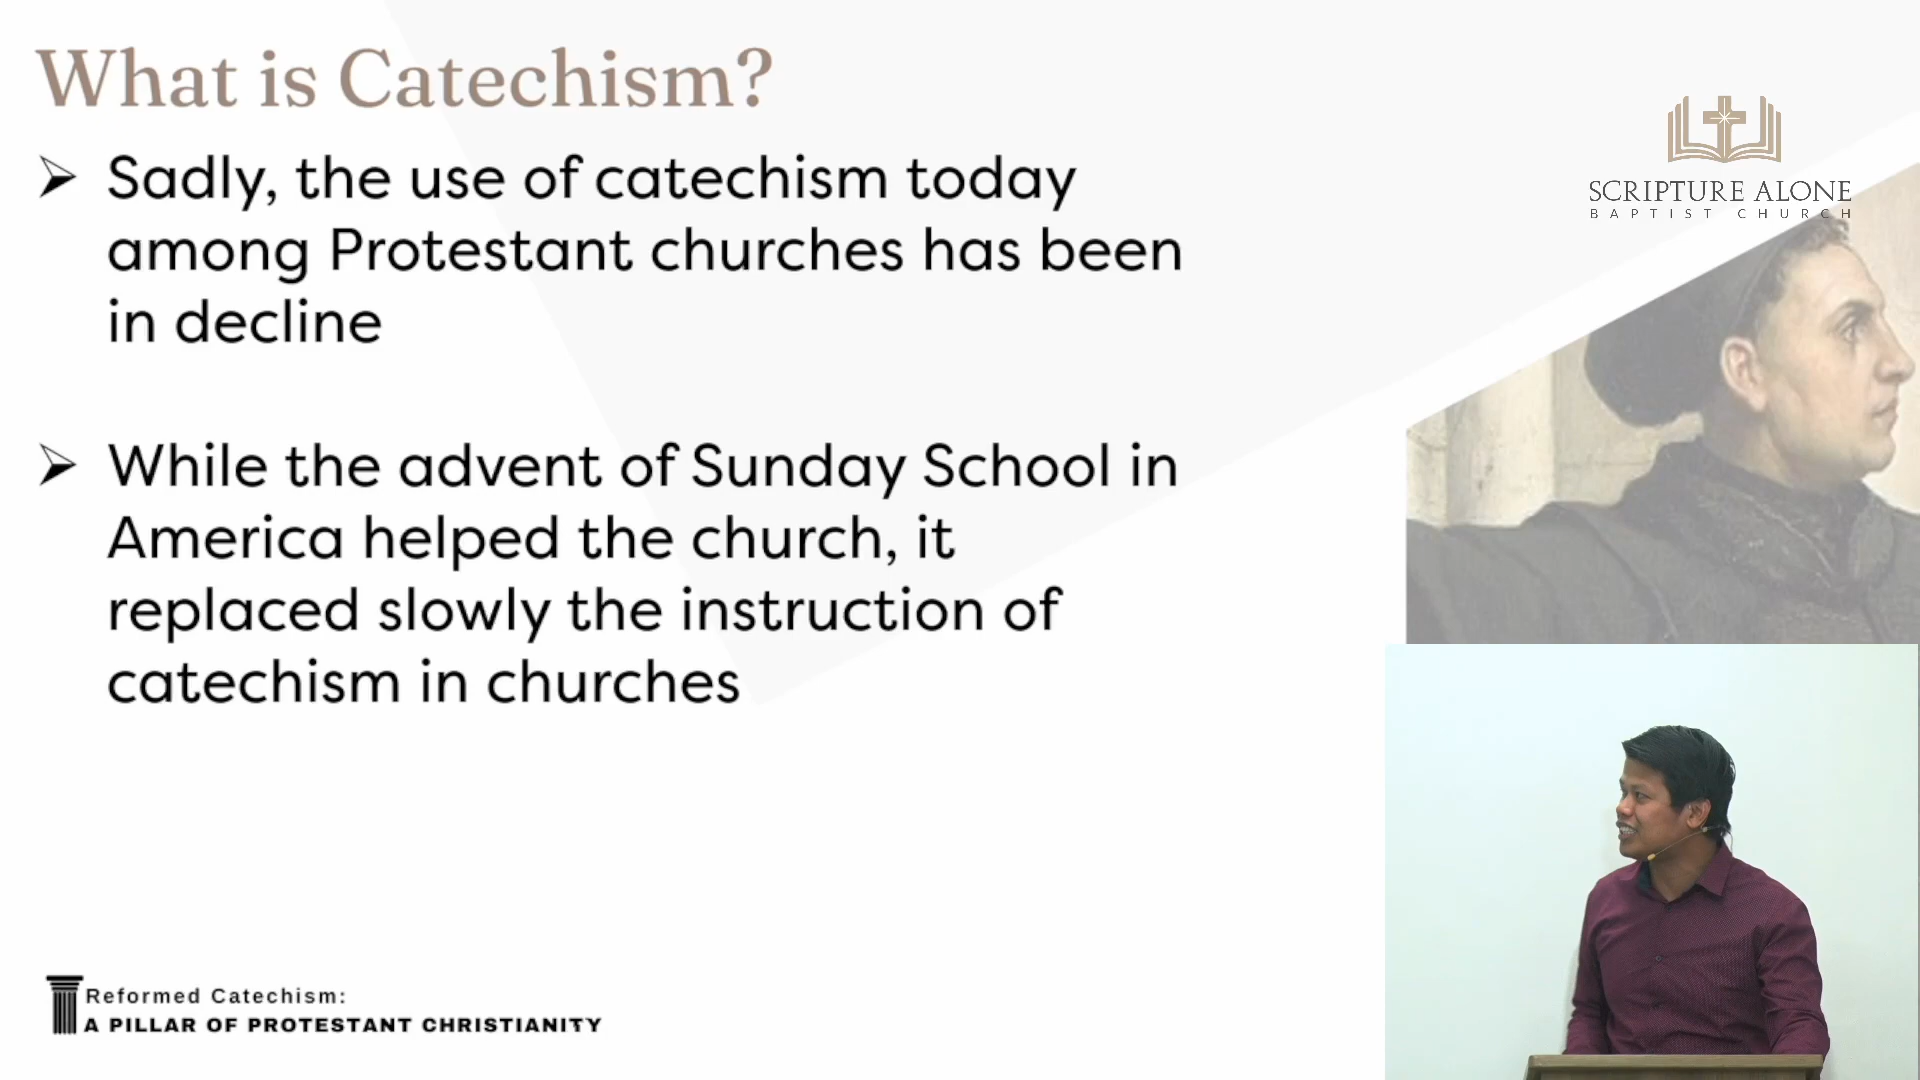 What is Catechism?
Sadly, the use of catechism today
among Protestant churches has been
in decline
While the advent of Sunday School in
America helped the church, it
replaced slowly the instruction of
catechism in churches
SCRIPTURE ALONE
BAPTIST CHURCH
Reformed Catechism:
A PILLAR OF PROTESTANT CHRISTIANITY